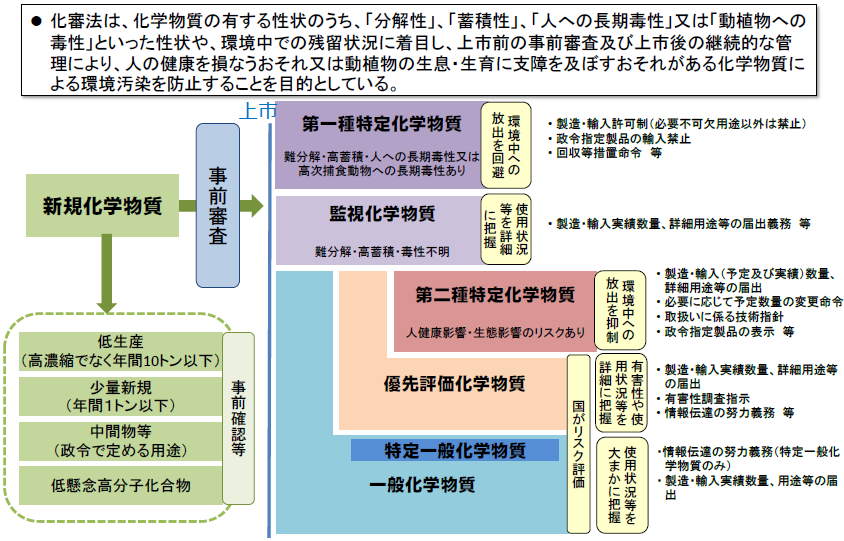 ● 化審法は、化学物質の有する性状のうち、「分解性」、「蓄積性」、「人への長期毒性」又は「動植物への
毒性」といった性状や、環境中での残留状況に着目し、上市前の事前審査及び上市後の継続的な管
理により、人の健康を損なうおそれ又は動植物の生息・生育に支障を及ぼすおそれがある化学物質に
よる環境汚染を防止することを目的としている。
上市
新規化学物質
事前審査
低生産
(高濃縮でなく年間10トン以下)
少量新規
(年間1トン以下)
中間物等
(政令で定める用途)
低懸念高分子化合物
事前確認等
第一種特定化学物質
難分解・高蓄積・人への長期毒性又は
高次捕食動物への長期毒性あり
環境中への
放出を回避
・製造・輸入許可制(必要不可欠用途以外は禁止)
・政令指定製品の輸入禁止
・回収等措置命令 等
監視化学物質
難分解・高蓄積・毒性不明
使用状況
等を詳細
に把握
・製造・輸入実績数量、詳細用途等の届出義務 等
第二種特定化学物質
人健康影響・生態影響のリスクあり
環境中への
放出を抑制
・製造・輸入(予定及び実績)数量、
詳細用途等の届出
・必要に応じて予定数量の変更命令
・取扱いに係る技術指針
・政令指定製品の表示 等
優先評価化学物質
国がリスク評価
有害性や使
用状況等を
詳細に把握
・製造・輸入実績数量、詳細用途等
の届出
・有害性調査指示
・情報伝達の努力義務 等
特定一般化学物質
一般化学物質
使用状況等を
大まかに把握
・情報伝達の努力義務(特定一般化
学物質のみ)
・製造・輸入実績数量、用途等の届
出